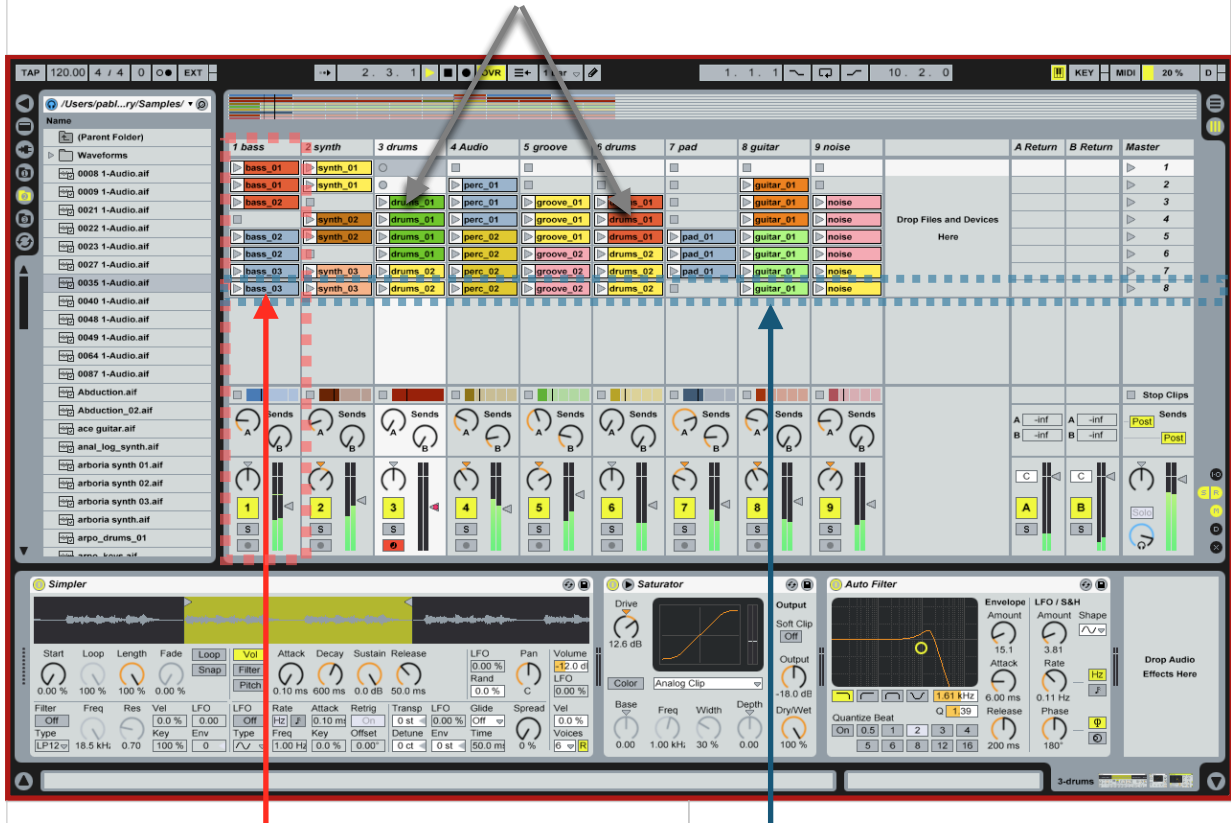 TAP 120.00 4 / 4 0 EXT 2 . 3 . 1 OVR 1 Bar 1 . 1 . 1 10 . 2 . 0 KEY MIDI 20 % D
/Users/pabl...ry/Samples/
Name
(Parent Folder)
Waveforms
0008 1-Audio.aif
0009 1-Audio.aif
0021 1-Audio.aif
0022 1-Audio.aif
0023 1-Audio.aif
0027 1-Audio.aif
0035 1-Audio.aif
0040 1-Audio.aif
0048 1-Audio.aif
0049 1-Audio.aif
0064 1-Audio.aif
0087 1-Audio.aif
Abduction.aif
Abduction_02.aif
ace guitar.aif
anal_log_synth.aif
arboria synth 01.aif
arboria synth 02.aif
arboria synth 03.aif
arboria synth.aif
arpo_drums_01
arpo_keys.aif
1 bass 2 synth 3 drums 4 Audio 5 groove 6 drums 7 pad 8 guitar 9 noise A Return B Return Master
bass_01 synth_01 1
bass_01 synth_01 perc_01 guitar_01 2
bass_02 drums_01 perc_01 groove_01 drums_01 guitar_01 noise 3
synth_02 drums_01 perc_01 groove_01 drums_01 guitar_01 noise 4
bass_02 synth_02 drums_01 perc_02 groove_01 drums_01 pad_01 guitar_01 noise 5
bass_02 drums_01 perc_02 groove_02 drums_02 pad_01 guitar_01 noise 6
bass_03 synth_03 drums_02 perc_02 groove_02 drums_02 pad_01 guitar_01 noise 7
bass_03 synth_03 drums_02 perc_02 groove_02 drums_02 guitar_01 noise 8
Drop Files and Devices
Here
Stop Clips
Sends Sends Sends Sends Sends Sends Sends Sends Sends A -inf A -inf Post Sends
A A A A A A A A A B -inf B -inf Post
B B B B B B B B B
C C
1 2 3 4 5 6 7 8 9 A B Solo
S S S S S S S S S S S
I-O
S R
M
D
X
Simpler
Start Loop Length Fade Loop Vol Attack Decay Sustain Release LFO Pan Volume
Snap Filter 0.00 % -12.0 d
Pitch Rand LFO
0.00 % 100 % 100 % 0.00 % 0.10 ms 600 ms 0.0 dB 50.0 ms 0.0 % C 0.00 %
Filter Freq Res Vel LFO LFO Rate Attack Retrig Transp LFO Glide Spread Vel
Off 0.0 % 0.00 Off Hz 0.10 ms On 0 st 0.00 % Off 0.0 %
Type Key Env Type Freq Key Offset Detune Env Time Voices
LP12 18.5 kHz 0.70 100 % 0 1.00 Hz 0.0 % 0.00° 0 ct 0 st 50.0 ms 0 % 6 R
Saturator
Drive Output
12.6 dB Soft Clip
Off
Output
Color Analog Clip -18.0 dB
Base Freq Width Depth Dry/Wet
0.00 1.00 kHz 30 % 0.00 100 %
Auto Filter
Envelope LFO / S&H
Amount Amount Shape
15.1 3.81
Attack Rate Hz
1.61 kHz 6.00 ms 0.11 Hz
Q 1.39 Release Phase
Quantize Beat
On 0.5 1 2 3 4
5 6 8 12 16 200 ms 180°
Drop Audio
Effects Here
3-drums